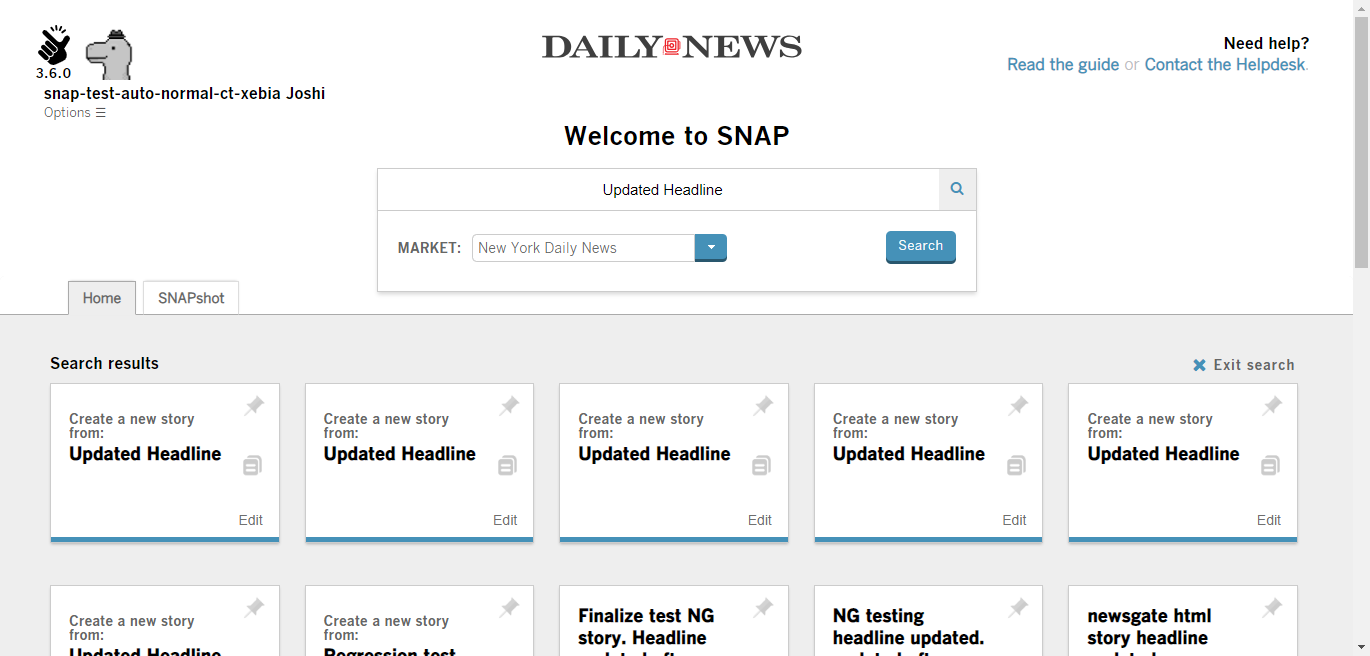 3.6.0
snap-test-auto-normal-ct-xebia Joshi
Options ☰
DAILY NEWS
Need help?
Read the guide or Contact the Helpdesk.
Welcome to SNAP
Updated Headline
MARKET: New York Daily News
Search
Home SNAPshot
Search results
Exit search
Create a new story
from:
Updated Headline
Edit
Create a new story
from:
Updated Headline
Edit
Create a new story
from:
Updated Headline
Edit
Create a new story
from:
Updated Headline
Edit
Create a new story
from:
Updated Headline
Edit
Create a new story
from:
Updated Headline
Create a new story
from:
Regression test
Finalize test NG
story. Headline
NG testing
headline updated.
newsgate html
story headline